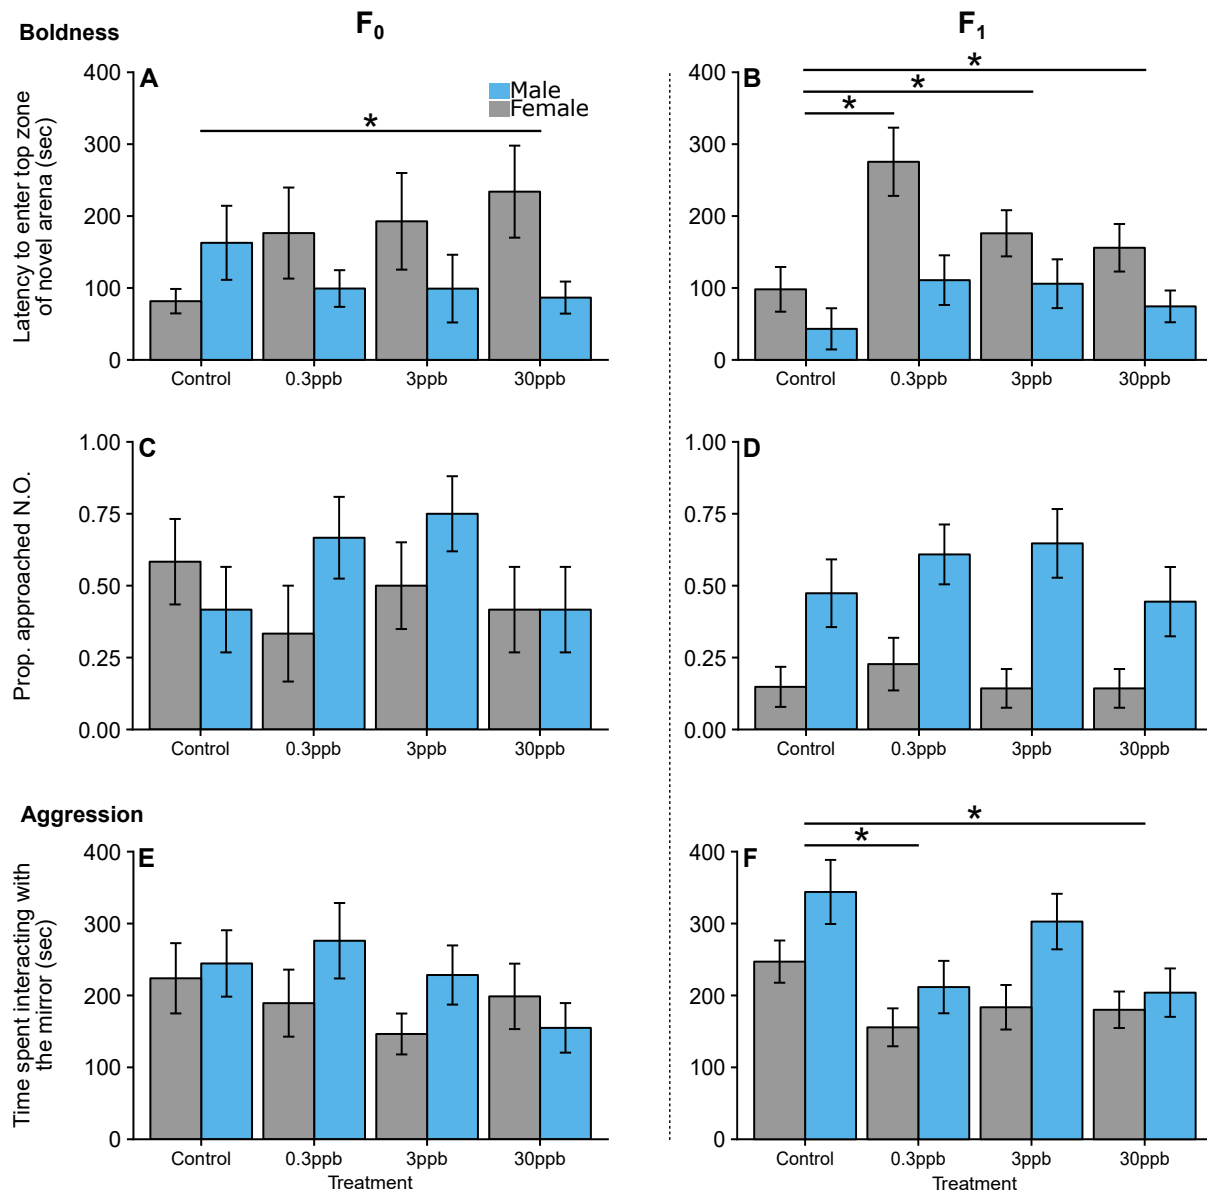 Boldness
F0
F1
Latency to enter top zone
of novel arena (sec)
A
Male
Female
*
400
300
200
100
0
Control
0.3ppb
3ppb
30ppb
B
*
*
*
400
300
200
100
0
Control
0.3ppb
3ppb
30ppb
Prop. approached N.O.
C
1.00
0.75
0.50
0.25
0.00
Control
0.3ppb
3ppb
30ppb
D
1.00
0.75
0.50
0.25
0.00
Control
0.3ppb
3ppb
30ppb
Aggression
Time spent interacting with
the mirror (sec)
E
400
300
200
100
0
Control
0.3ppb
3ppb
30ppb
Treatment
*
*
F
400
300
200
100
0
Control
0.3ppb
3ppb
30ppb
Treatment